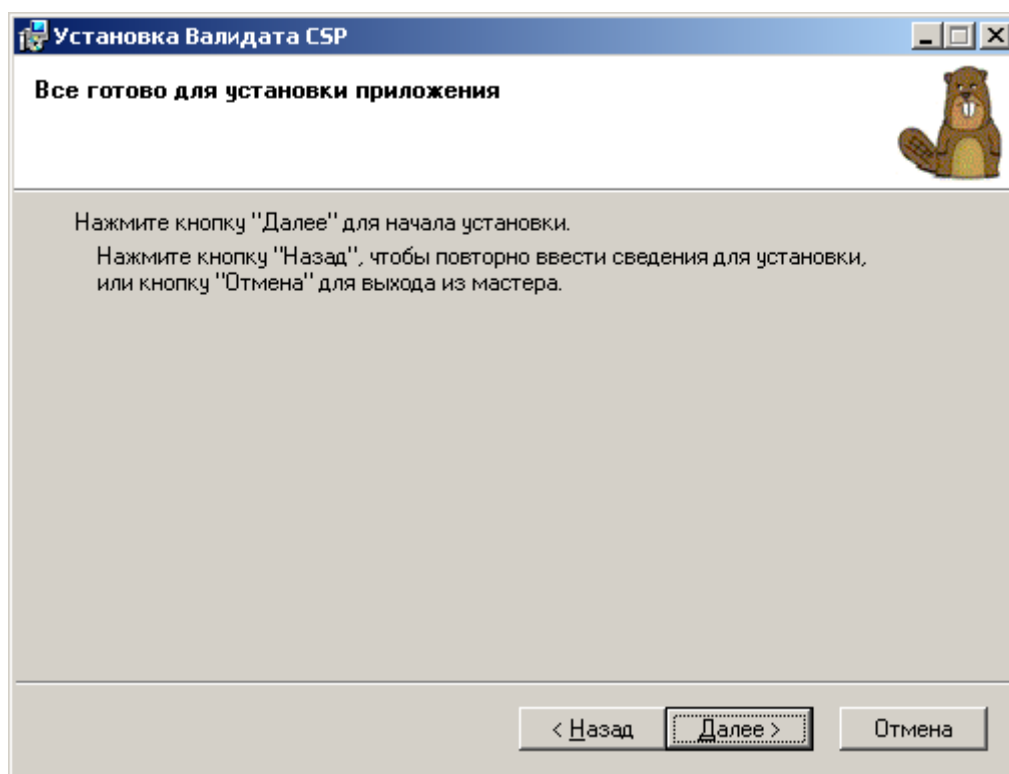 Установка Валидата CSP
Все готово для установки приложения
Нажмите кнопку "Далее" для начала установки.
Нажмите кнопку "Назад", чтобы повторно ввести сведения для установки,
или кнопку "Отмена" для выхода из мастера.
< Назад Далее > Отмена